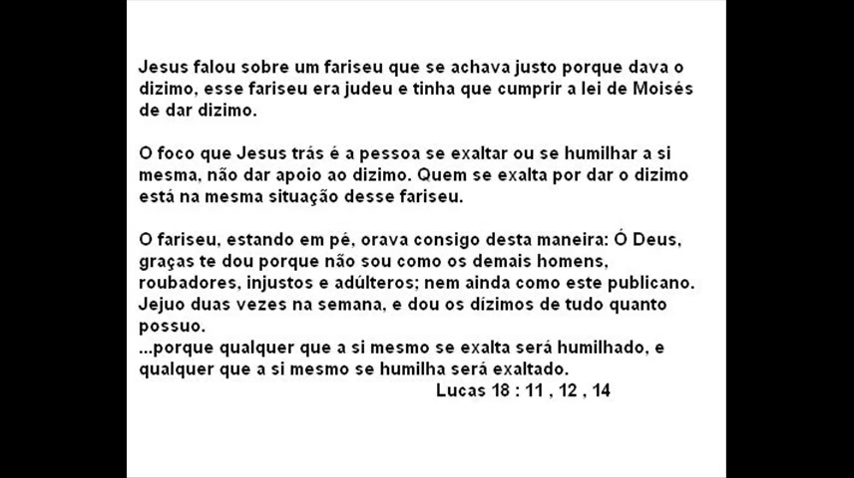 Jesus falou sobre um fariseu que se achava justo porque dava o
dizimo, esse fariseu era judeu e tinha que cumprir a lei de Moisés
de dar dizimo.
O foco que Jesus trás é a pessoa se exaltar ou se humilhar a si
mesma, não dar apoio ao dizimo. Quem se exalta por dar o dizimo
está na mesma situação desse fariseu.
O fariseu, estando em pé, orava consigo desta maneira: Ó Deus,
graças te dou porque não sou como os demais homens,
roubadores, injustos e adúlteros; nem ainda como este publicano.
Jejuo duas vezes na semana, e dou os dízimos de tudo quanto
possuo.
...porque qualquer que a si mesmo se exalta será humilhado, e
qualquer que a si mesmo se humilha será exaltado.
Lucas 18 : 11 , 12 , 14